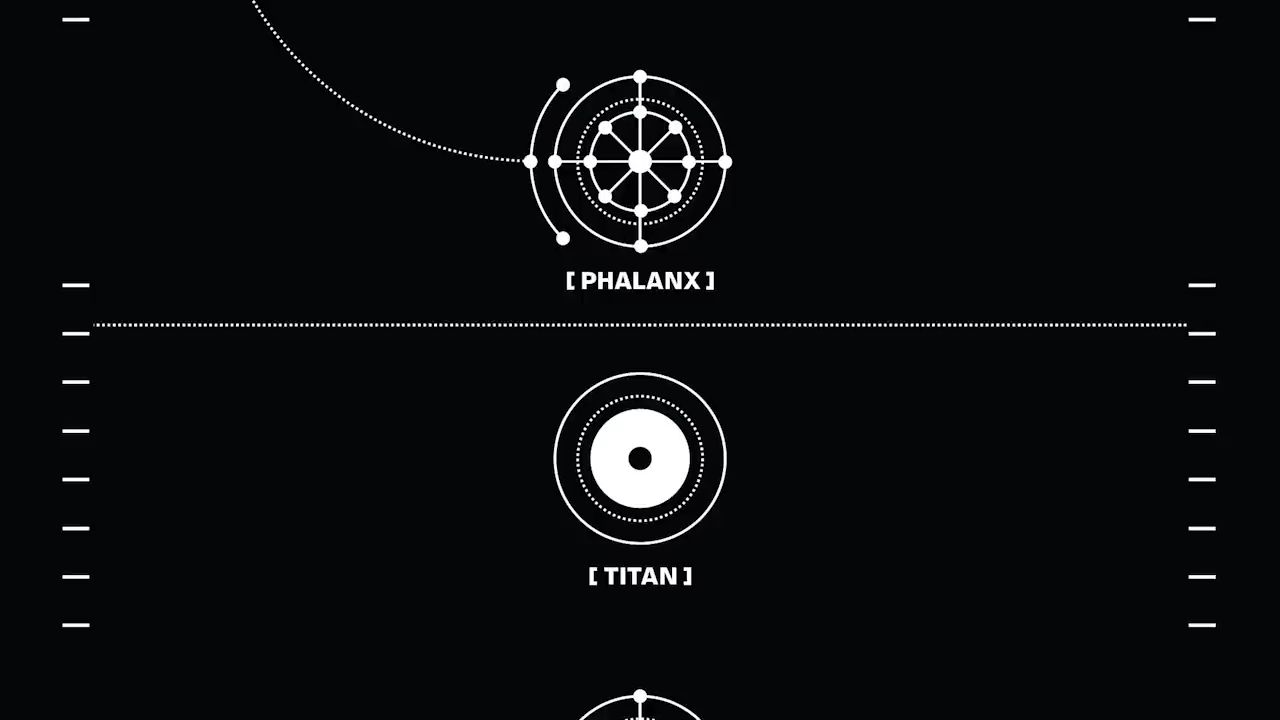 [ PHALANX ]
[ TITAN ]